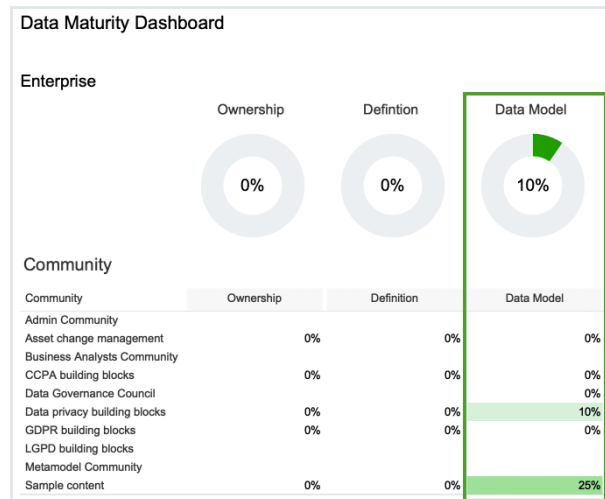 Data Maturity Dashboard
Enterprise
Ownership Defintion Data Model
0% 0% 10%
Community
Community Ownership Definition Data Model
Admin Community
Asset change management 0% 0% 0%
Business Analysts Community
CCPA building blocks 0% 0% 0%
Data Governance Council 0%
Data privacy building blocks 0% 0% 10%
GDPR building blocks 0% 0% 0%
LGPD building blocks
Metamodel Community
Sample content 0% 0% 25%